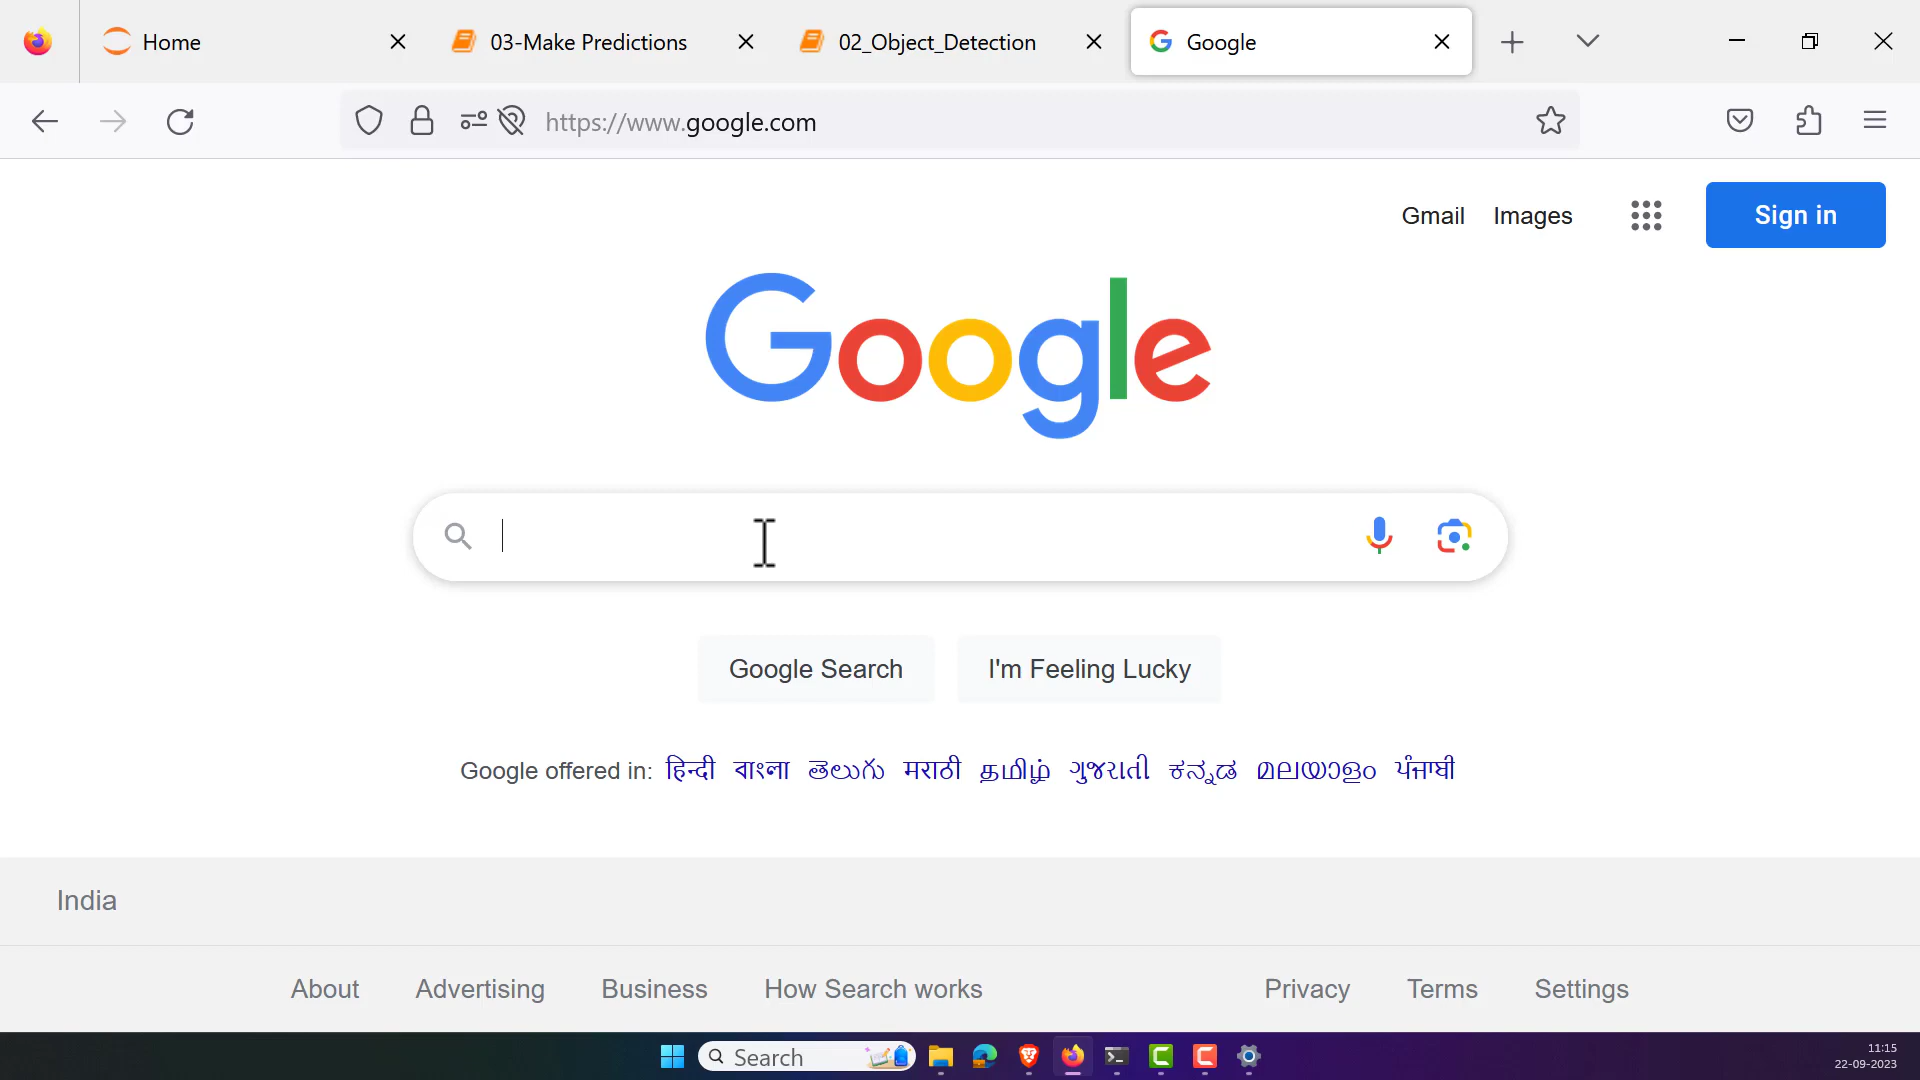 Home
03-Make Predictions
02_Object_Detection
Google
https://www.google.com
Gmail Images
Sign in
Google
Google Search
I'm Feeling Lucky
Google offered in: हिन्दी বাংলা తెలుగు मराठी தமிழ் ગુજરાતી ಕನ್ನಡ മലയാളം ਪੰਜਾਬੀ
India
About Advertising Business How Search works Privacy Terms Settings
Search
11:15
22-09-2023